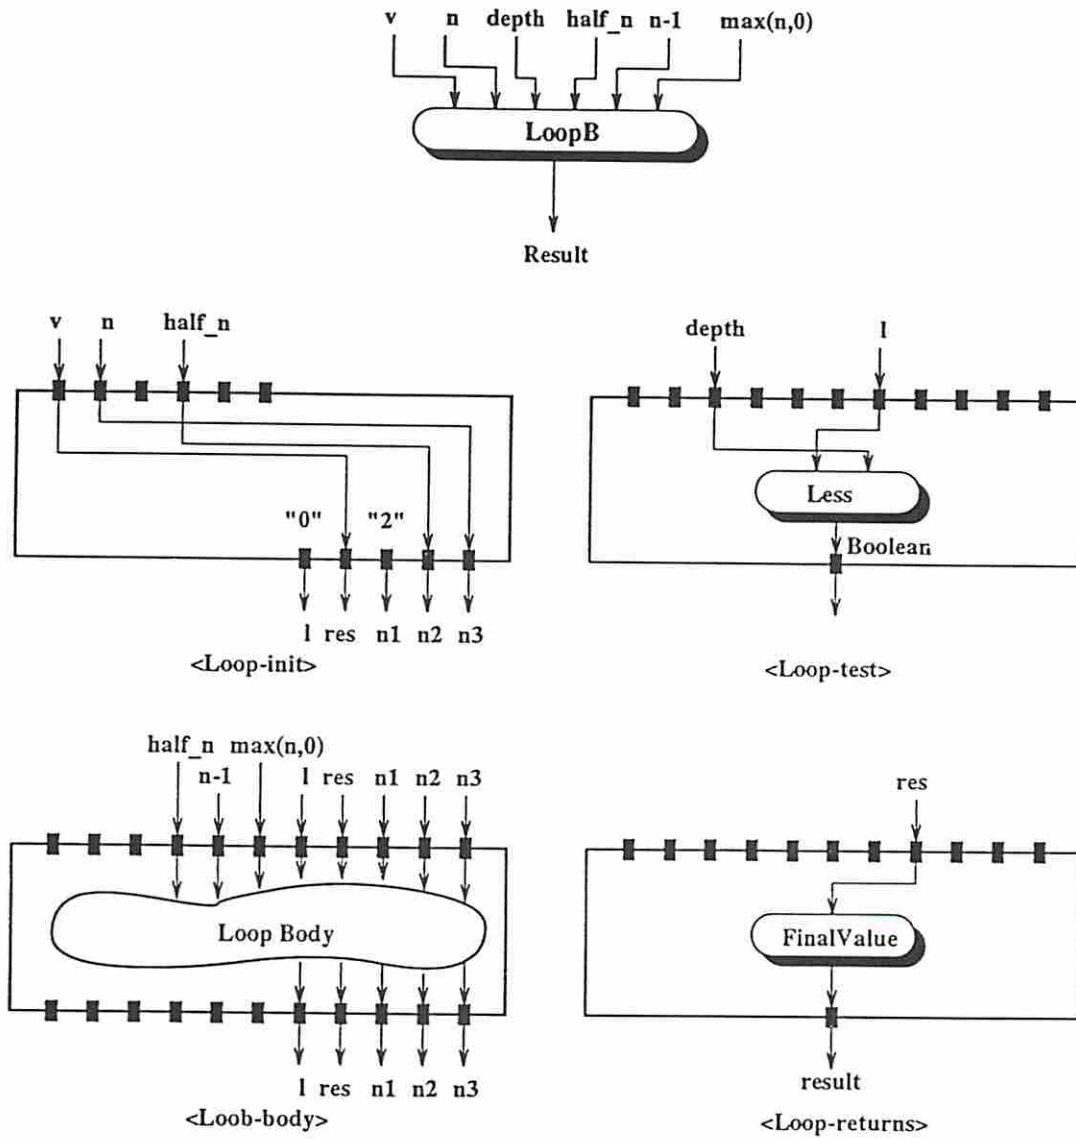 v n depth half_n n-1 max(n,0)
LoopB
Result
v n half_n
"0" "2"
l res n1 n2 n3
<Loop-init>
depth l
Less
Boolean
<Loop-test>
half_n max(n,0)
n-1 l res n1 n2 n3
Loop Body
l res n1 n2 n3
<Loob-body>
res
FinalValue
result
<Loop-returns>